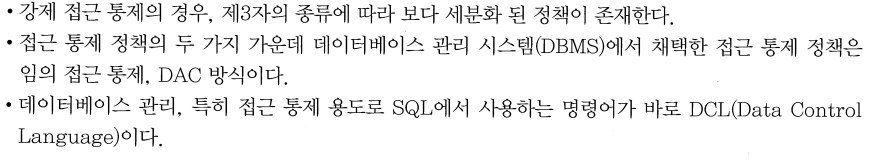 • 강제 접근 통제의 경우, 제3자의 종류에 따라 보다 세분화 된 정책이 존재한다.
• 접근 통제 정책의 두 가지 가운데 데이터베이스 관리 시스템(DBMS)에서 채택한 접근 통제 정책은
임의 접근 통제, DAC 방식이다.
• 데이터베이스 관리, 특히 접근 통제 용도로 SQL에서 사용하는 명령어가 바로 DCL(Data Control
Language)이다.